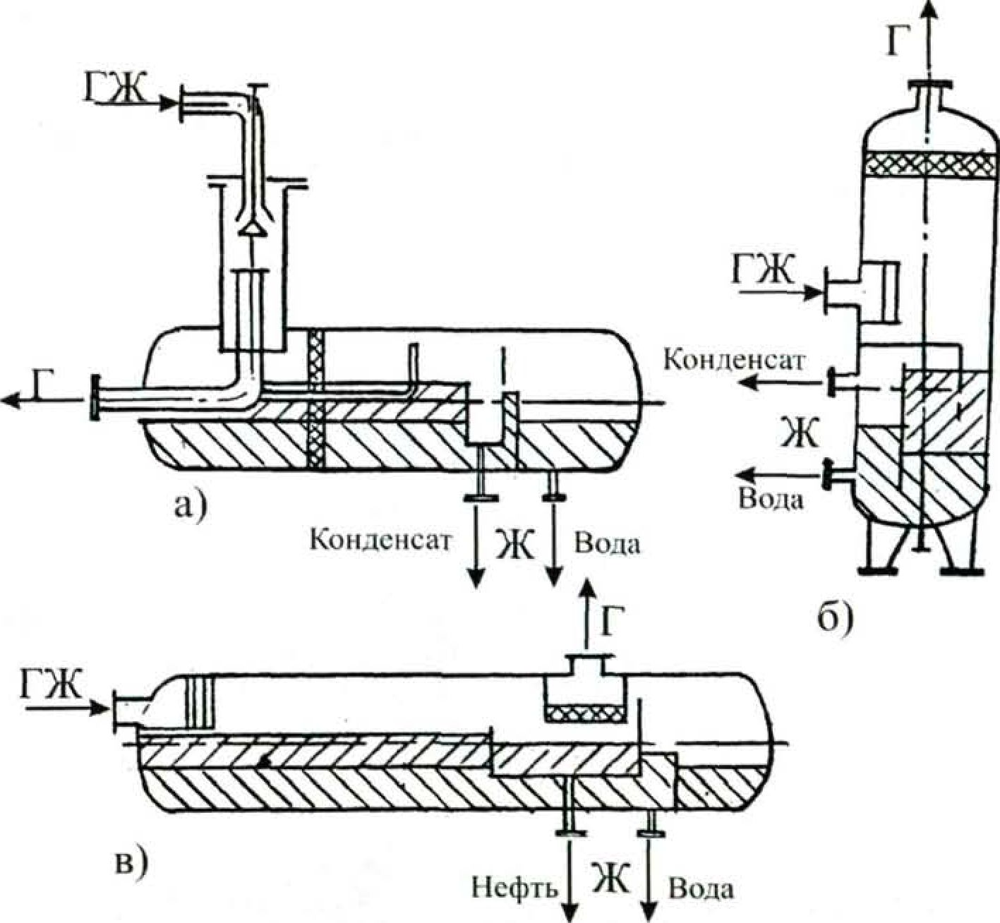 ГЖ
Г
а)
Конденсат Ж Вода
Г
ГЖ
Конденсат
Ж
Вода
б)
ГЖ
Г
в)
Нефть Ж Вода